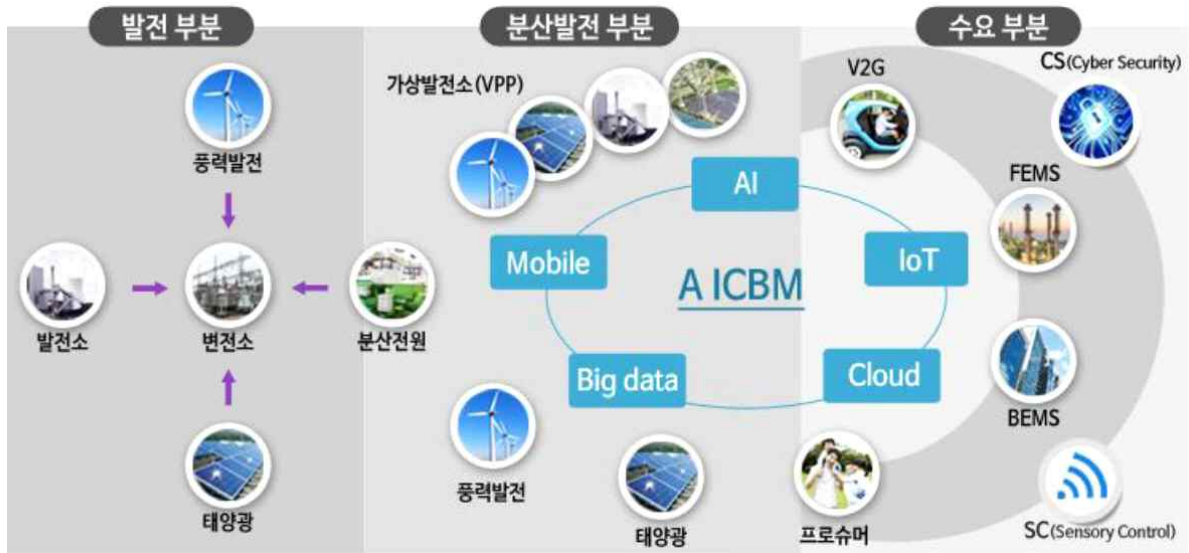 발전 부분
분산발전 부분
수요 부분
풍력발전
발전소
변전소
분산전원
태양광
가상발전소(VPP)
AI
Mobile
IoT
A ICBM
Big data
Cloud
풍력발전
태양광
V2G
CS(Cyber Security)
FEMS
BEMS
프로슈머
SC(Sensory Control)